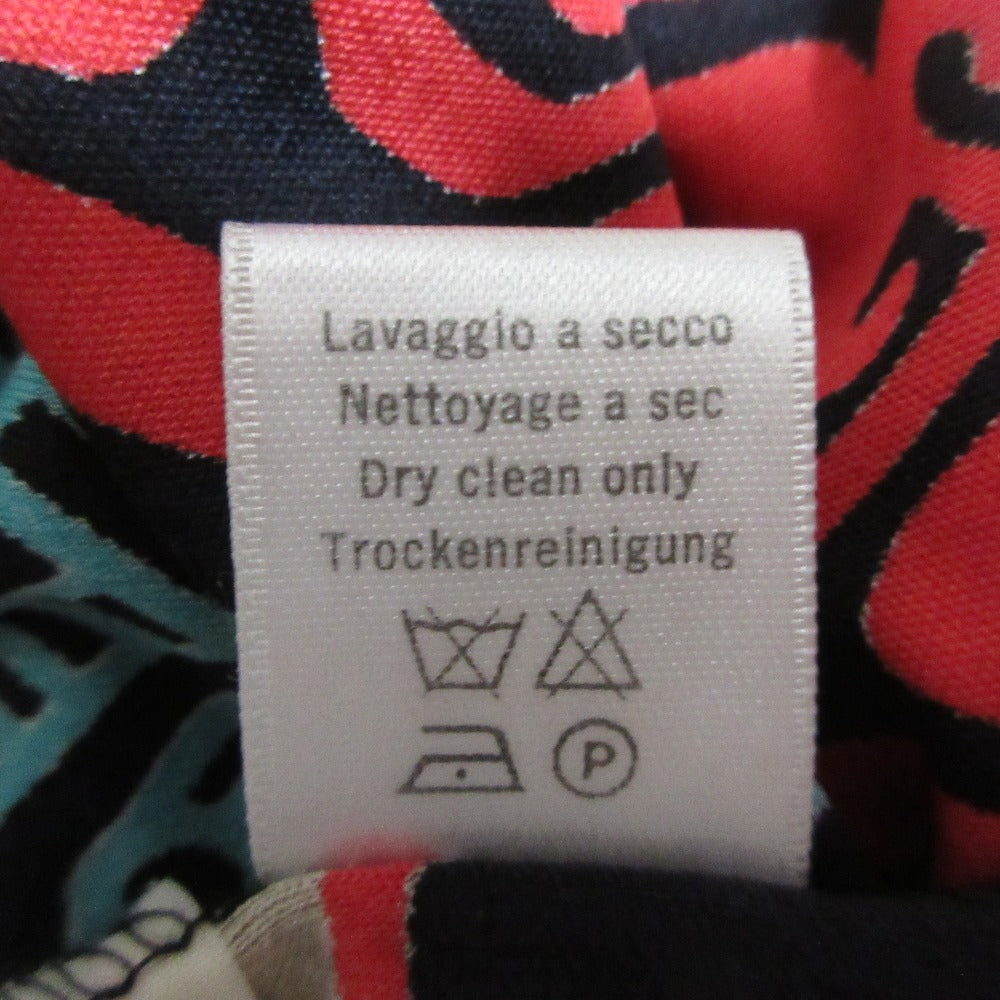 Lavaggio a secco
Nettoyage a sec
Dry clean only
Trockenreinigung
P